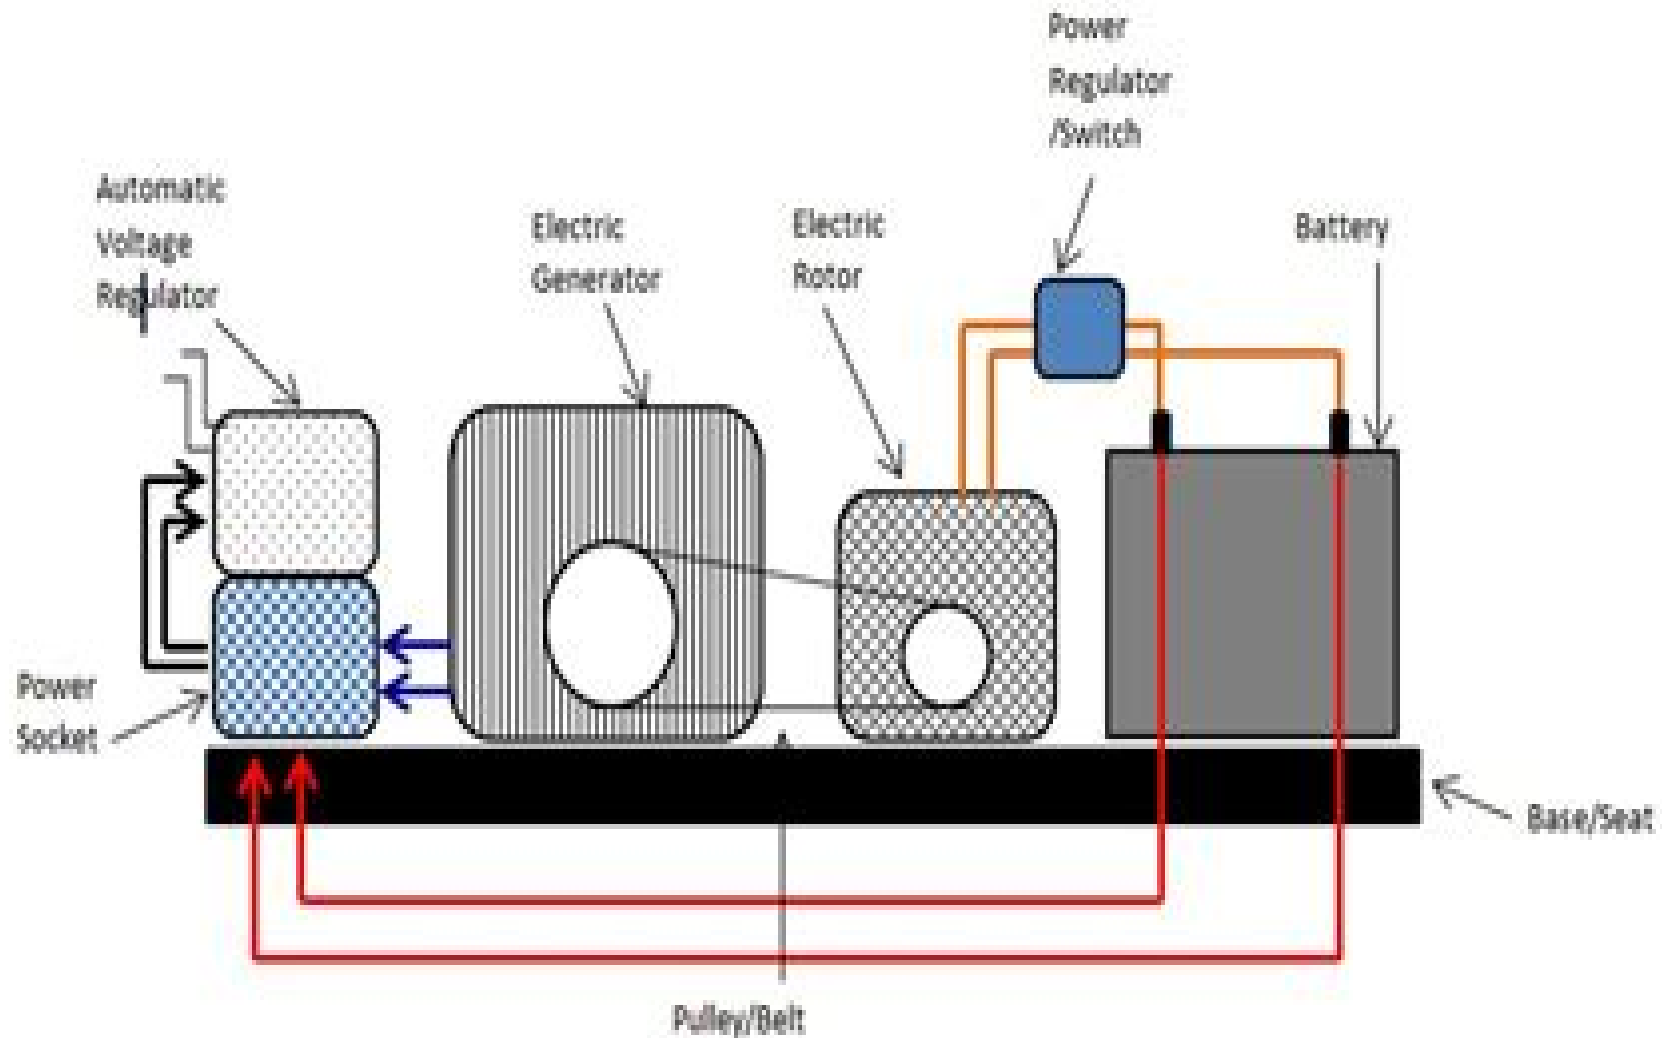 Power
Regulator
/Switch
Automatic
Voltage
Regulator
Electric
Generator
Electric
Rotor
Battery
Power
Socket
Base/Seat
Pulley/Belt